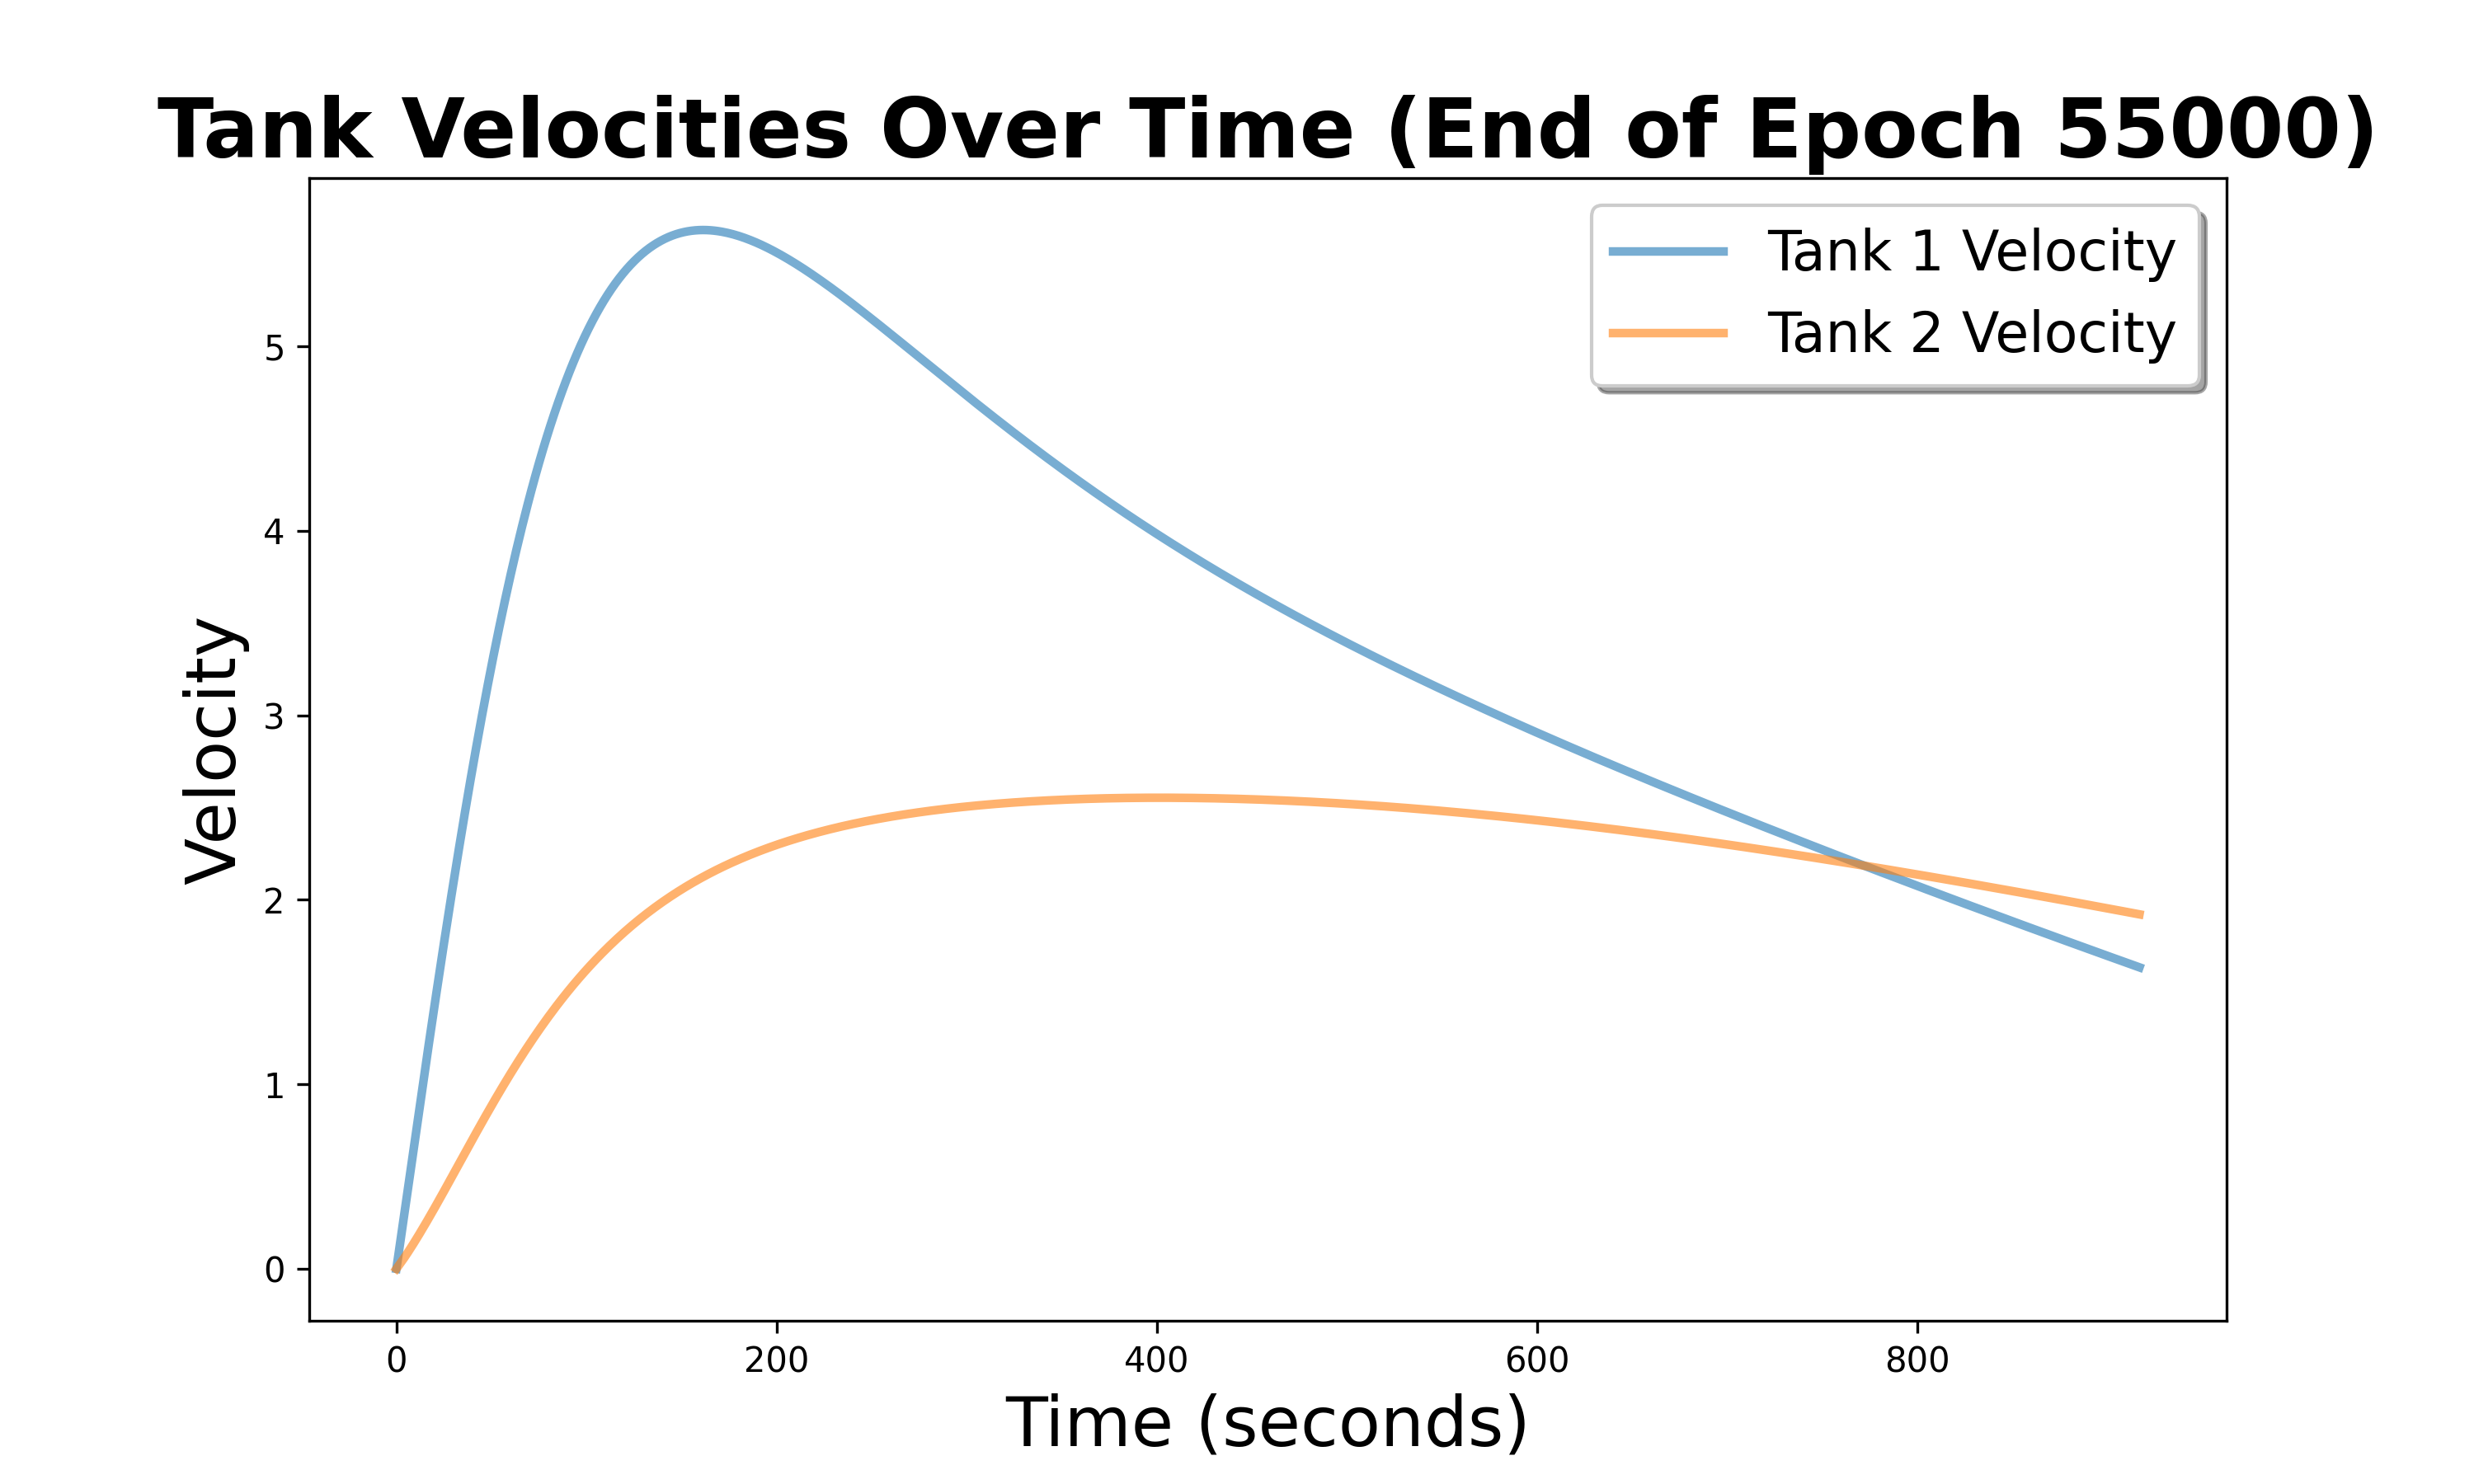 Tank Velocities Over Time (End of Epoch 55000)
Tank 1 Velocity
Tank 2 Velocity
Velocity
5
4
3
2
1
0
0 200 400 600 800
Time (seconds)